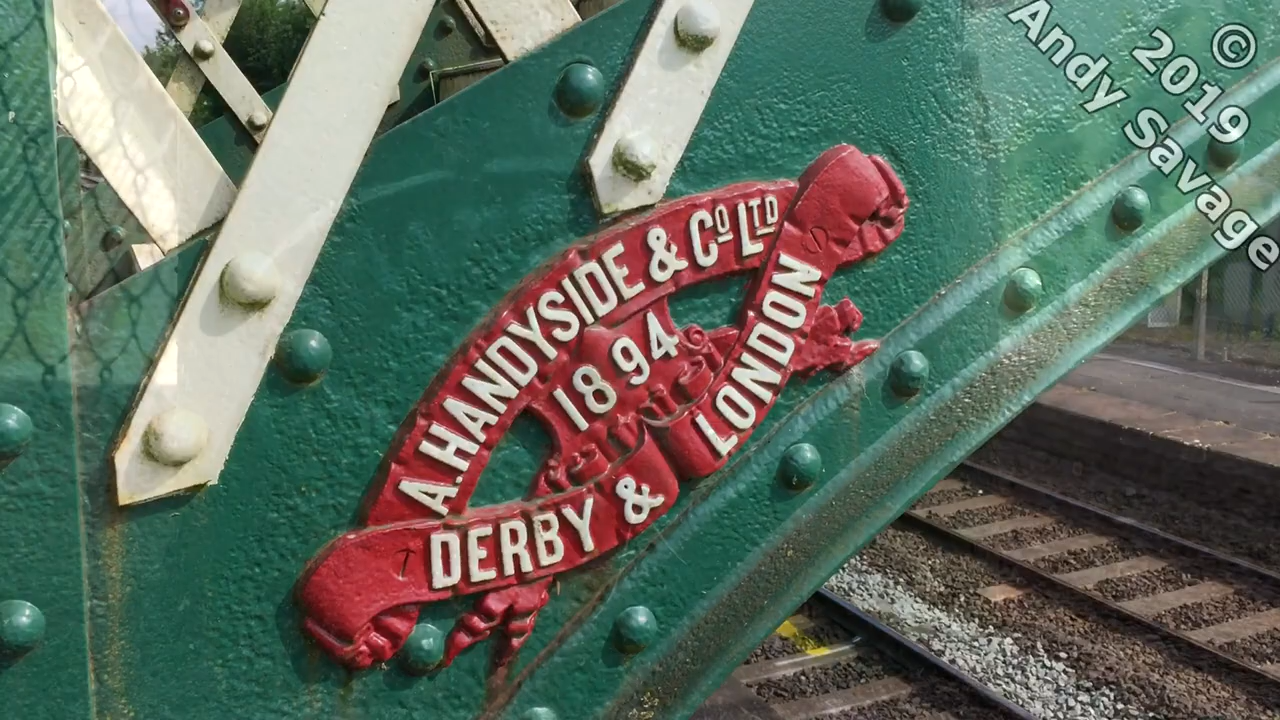 A. HANDYSIDE & Co LTD
1894
DERBY & LONDON
© 2019
Andy Savage